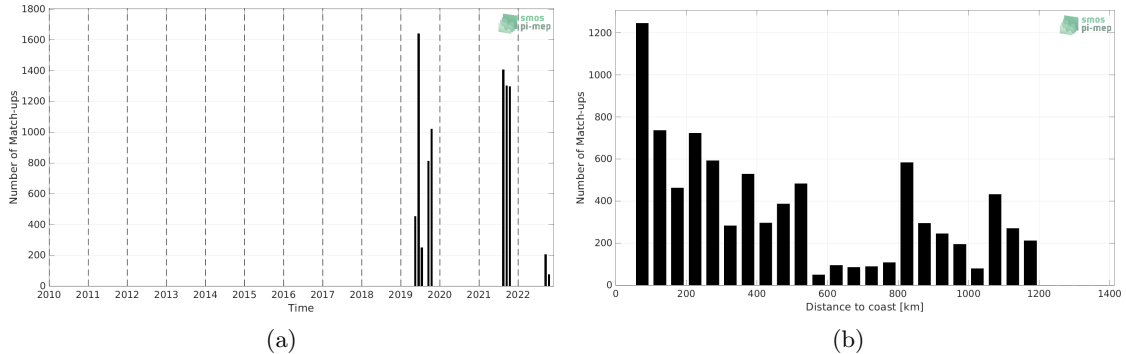 1800
1600
1400
1200
1000
800
600
400
200
0
Number of Match-ups
2010 2011 2012 2013 2014 2015 2016 2017 2018 2019 2020 2021 2022
Time
smos
pi-mep
(a)
1200
1000
800
600
400
200
0
Number of Match-ups
0 200 400 600 800 1000 1200 1400
Distance to coast [km]
smos
pi-mep
(b)